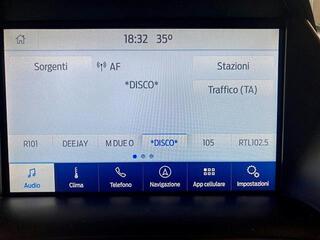 18:32 35°
Sorgenti
AF
Stazioni
*DISCO*
Traffico (TA)
R101 DEEJAY M DUE O *DISCO* 105 RTL102.5
Audio Clima Telefono Navigazione App cellulare Impostazioni